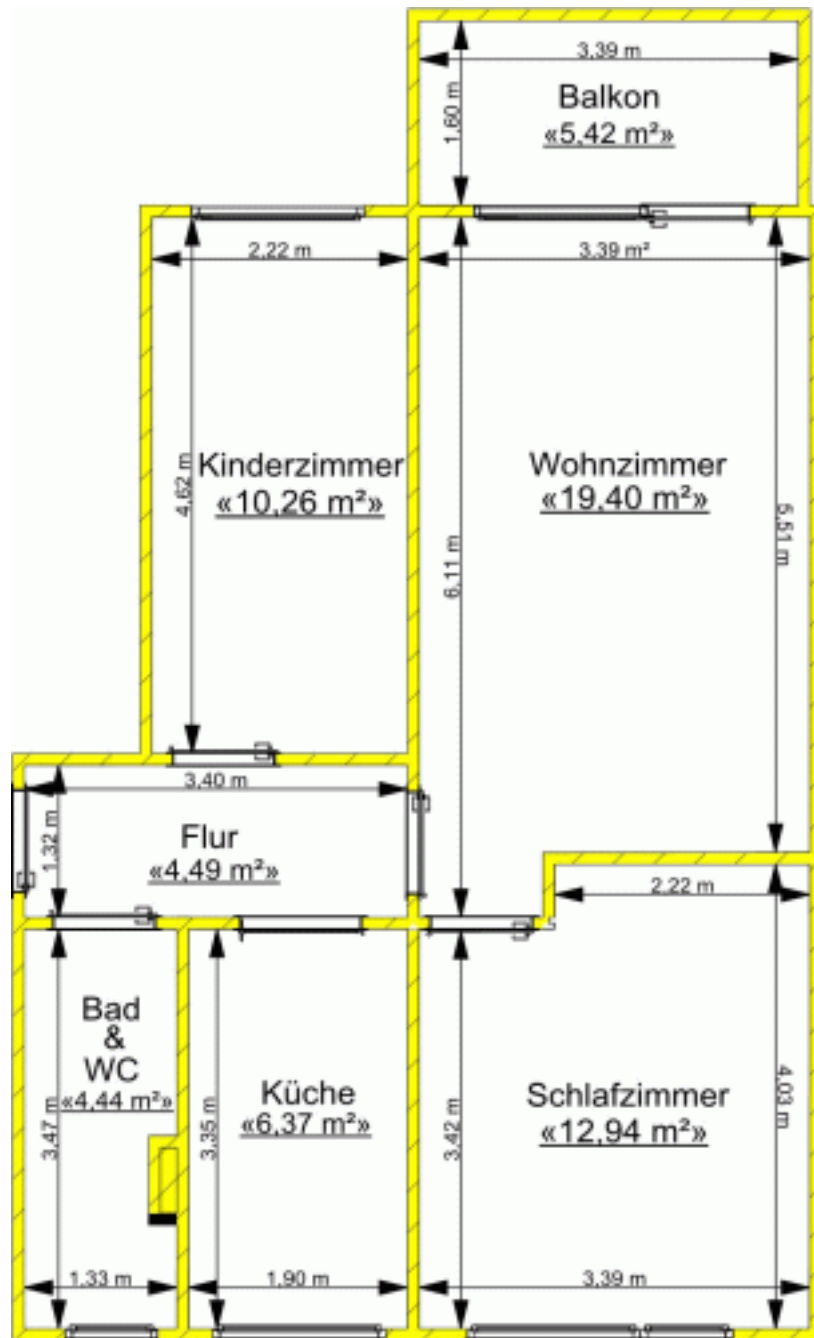 3,39 m
1,60 m
Balkon
«5,42 m²»
2,22 m
3,39 m²
Kinderzimmer
«10,26 m²»
4,62 m
Wohnzimmer
«19,40 m²»
6,11 m
5,51 m
3,40 m
1,32 m
Flur
«4,49 m²»
2,22 m
Bad
&
WC
«4,44 m²»
3,47 m
1,33 m
Küche
«6,37 m²»
3,35 m
1,90 m
Schlafzimmer
«12,94 m²»
3,42 m
4,03 m
3,39 m